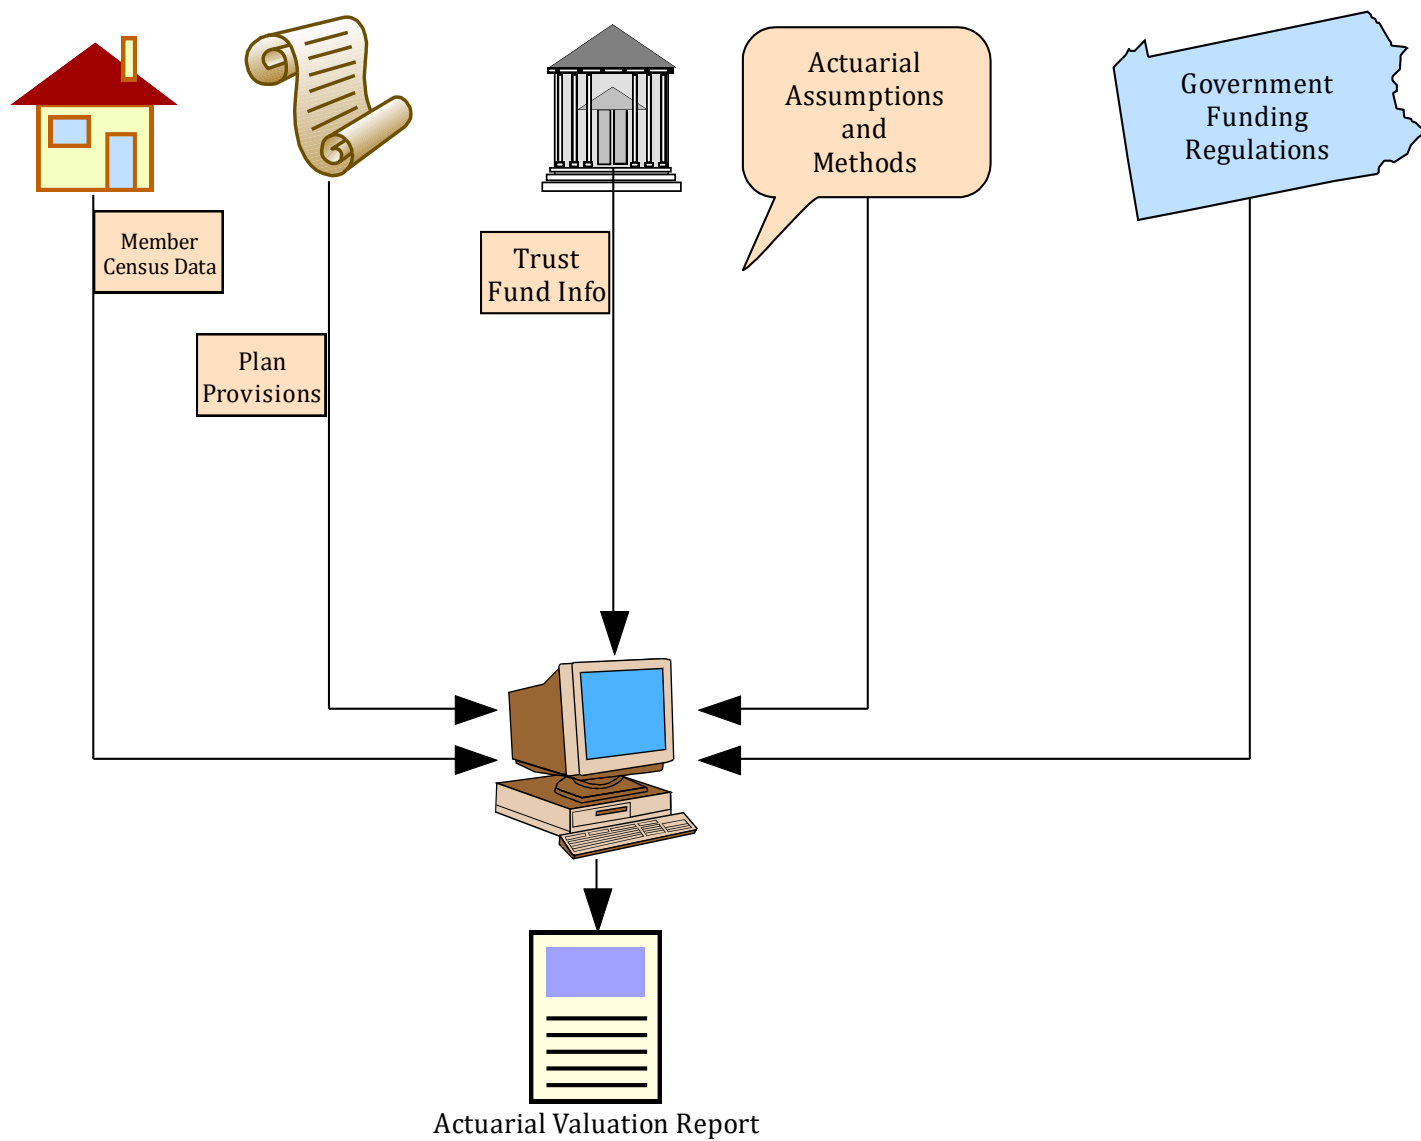 Member
Census Data
Plan
Provisions
Trust
Fund Info
Actuarial
Assumptions
and
Methods
Government
Funding
Regulations
Actuarial Valuation Report